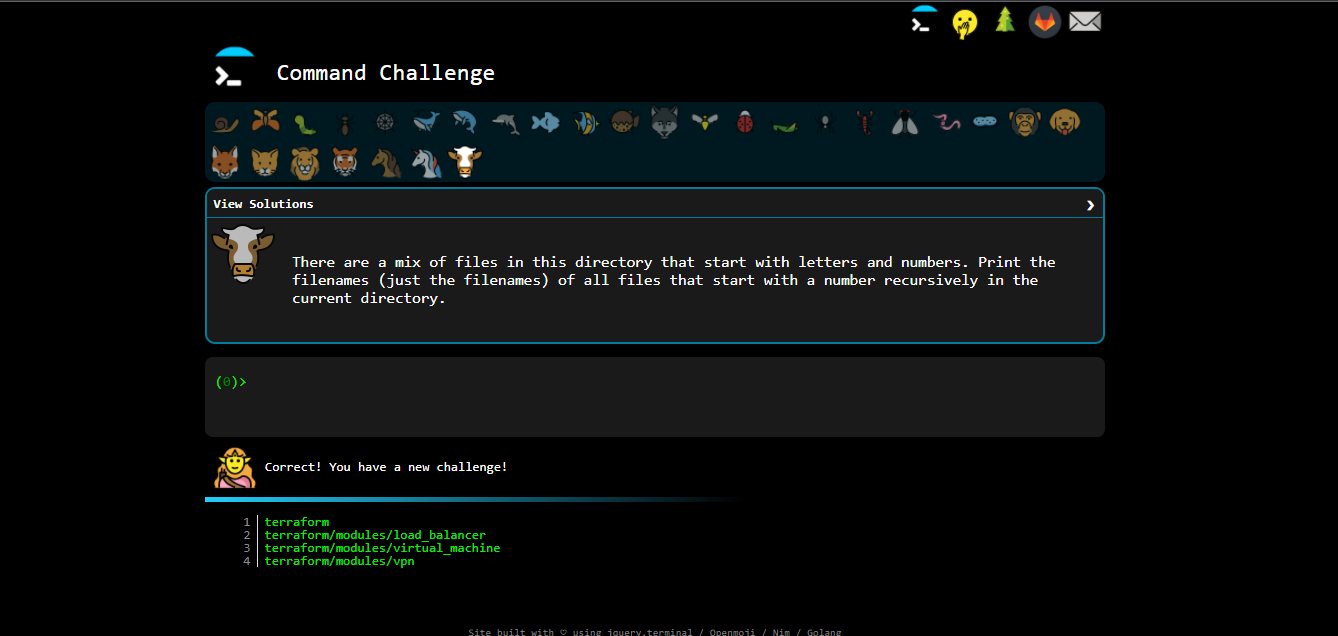 Command Challenge
View Solutions
There are a mix of files in this directory that start with letters and numbers. Print the
filenames (just the filenames) of all files that start with a number recursively in the
current directory.
(0)>
Correct! You have a new challenge!
1 terraform
2 terraform/modules/load_balancer
3 terraform/modules/virtual_machine
4 terraform/modules/vpn
Site built with ♡ using jquery.terminal / Openmoji / Nim / Golang